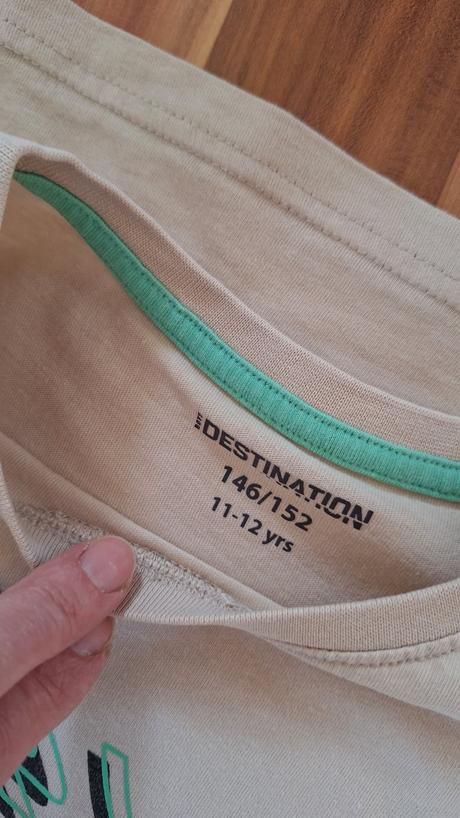 DESTINATION
146/152
11-12 yrs